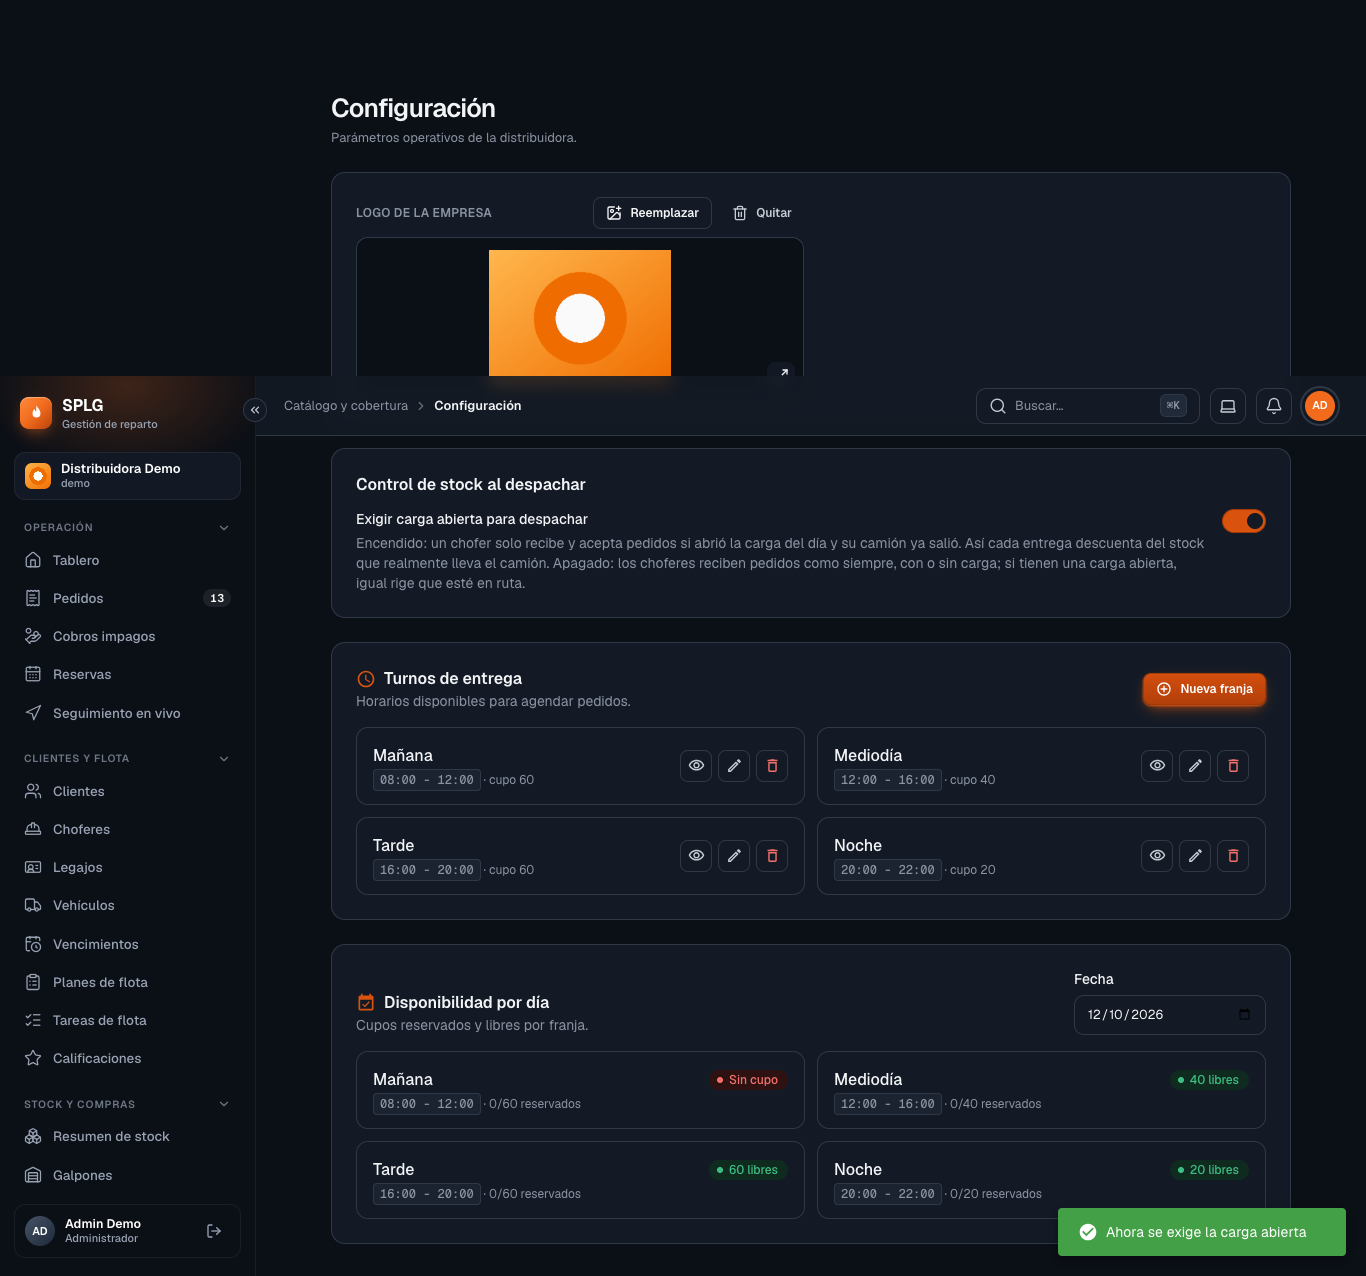 Configuración
Parámetros operativos de la distribuidora.
LOGO DE LA EMPRESA
Reemplazar
Quitar
SPLG
Gestión de reparto
Catálogo y cobertura
Configuración
Buscar...
⌘K
AD
Distribuidora Demo
demo
OPERACIÓN
Tablero
Pedidos
13
Cobros impagos
Reservas
Seguimiento en vivo
CLIENTES Y FLOTA
Clientes
Choferes
Legajos
Vehículos
Vencimientos
Planes de flota
Tareas de flota
Calificaciones
STOCK Y COMPRAS
Resumen de stock
Galpones
AD
Admin Demo
Administrador
Control de stock al despachar
Exigir carga abierta para despachar
Encendido: un chofer solo recibe y acepta pedidos si abrió la carga del día y su camión ya salió. Así cada entrega descuenta del stock
que realmente lleva el camión. Apagado: los choferes reciben pedidos como siempre, con o sin carga; si tienen una carga abierta,
igual rige que esté en ruta.
Turnos de entrega
Horarios disponibles para agendar pedidos.
Nueva franja
Mañana
08:00 - 12:00 · cupo 60
Mediodía
12:00 - 16:00 · cupo 40
Tarde
16:00 - 20:00 · cupo 60
Noche
20:00 - 22:00 · cupo 20
Disponibilidad por día
Cupos reservados y libres por franja.
Fecha
12/10/2026
Mañana
Sin cupo
08:00 - 12:00 · 0/60 reservados
Mediodía
40 libres
12:00 - 16:00 · 0/40 reservados
Tarde
60 libres
16:00 - 20:00 · 0/60 reservados
Noche
20 libres
20:00 - 22:00 · 0/20 reservados
Ahora se exige la carga abierta